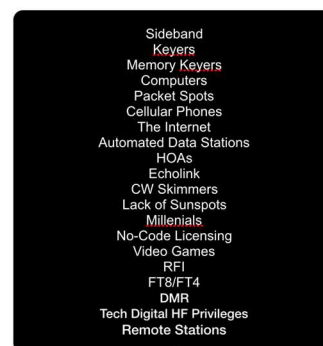 Sideband
Keyers
Memory Keyers
Computers
Packet Spots
Cellular Phones
The Internet
Automated Data Stations
HOAs
Echolink
CW Skimmers
Lack of Sunspots
Millenials
No-Code Licensing
Video Games
RFI
FT8/FT4
DMR
Tech Digital HF Privileges
Remote Stations